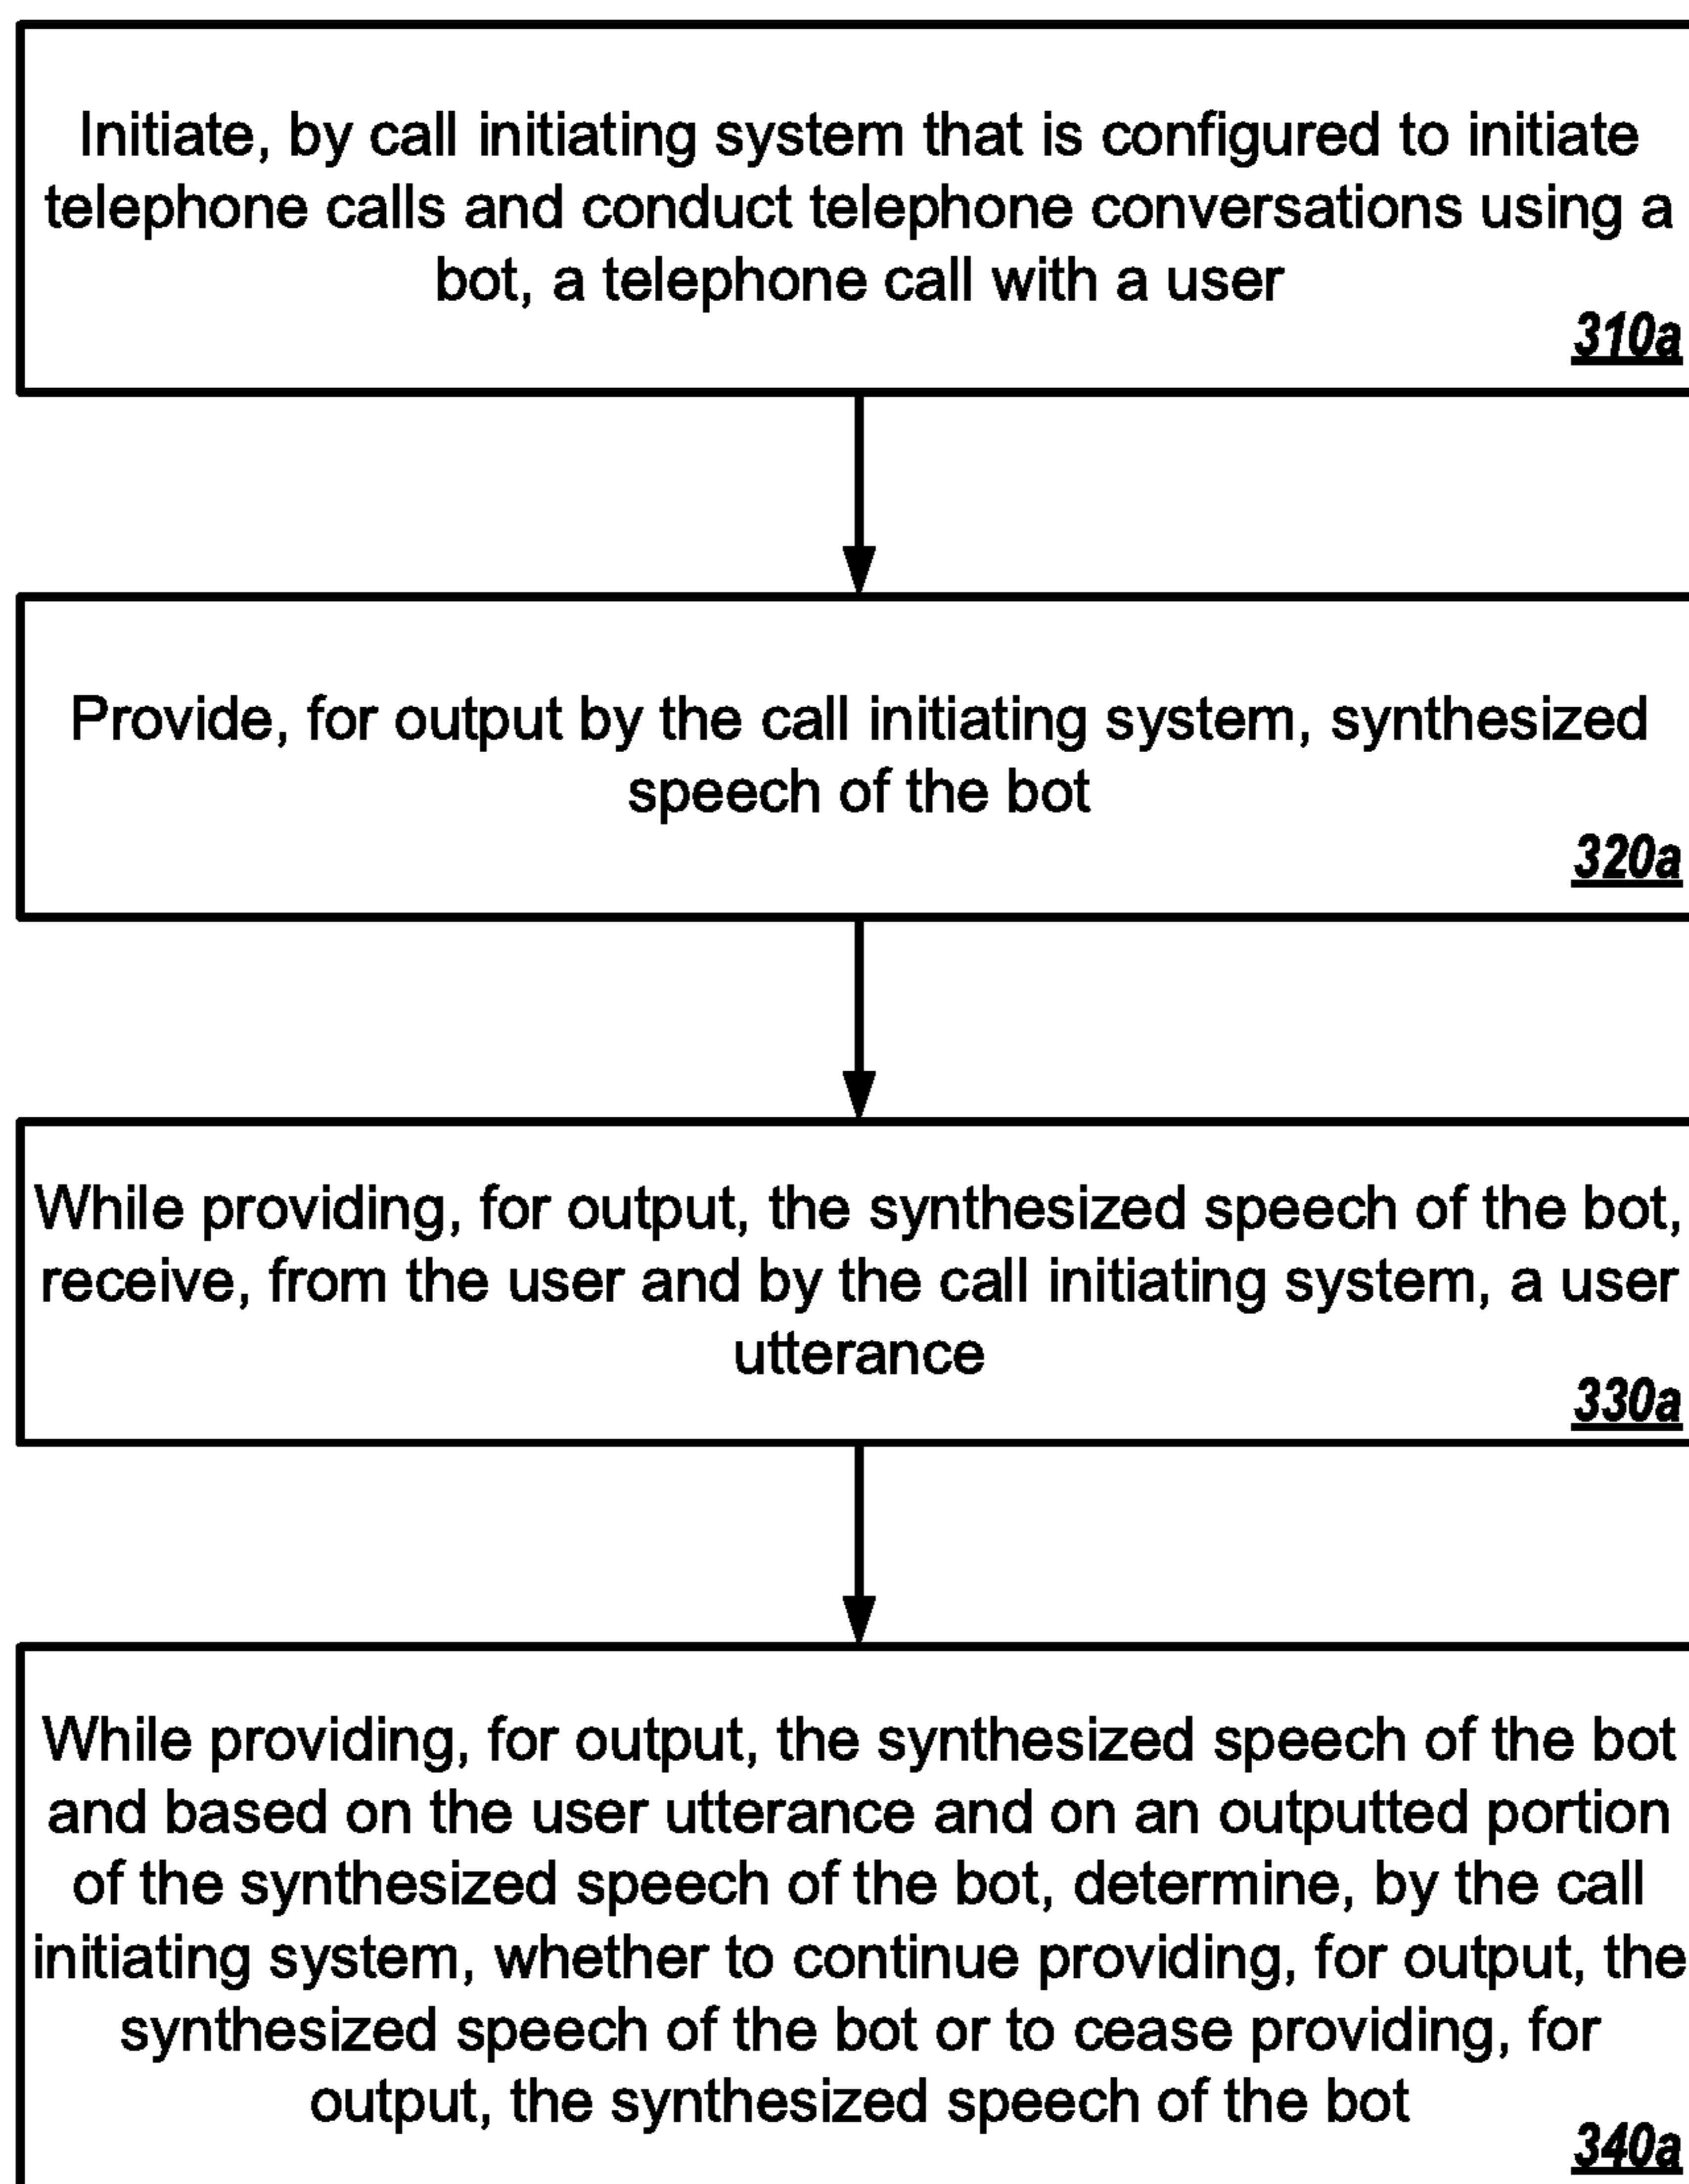 Initiate, by call initiating system that is configured to initiate
telephone calls and conduct telephone conversations using a
bot, a telephone call with a user
310a
Provide, for output by the call initiating system, synthesized
speech of the bot
320a
While providing, for output, the synthesized speech of the bot,
receive, from the user and by the call initiating system, a user
utterance
330a
While providing, for output, the synthesized speech of the bot
and based on the user utterance and on an outputted portion
of the synthesized speech of the bot, determine, by the call
initiating system, whether to continue providing, for output, the
synthesized speech of the bot or to cease providing, for
output, the synthesized speech of the bot
340a